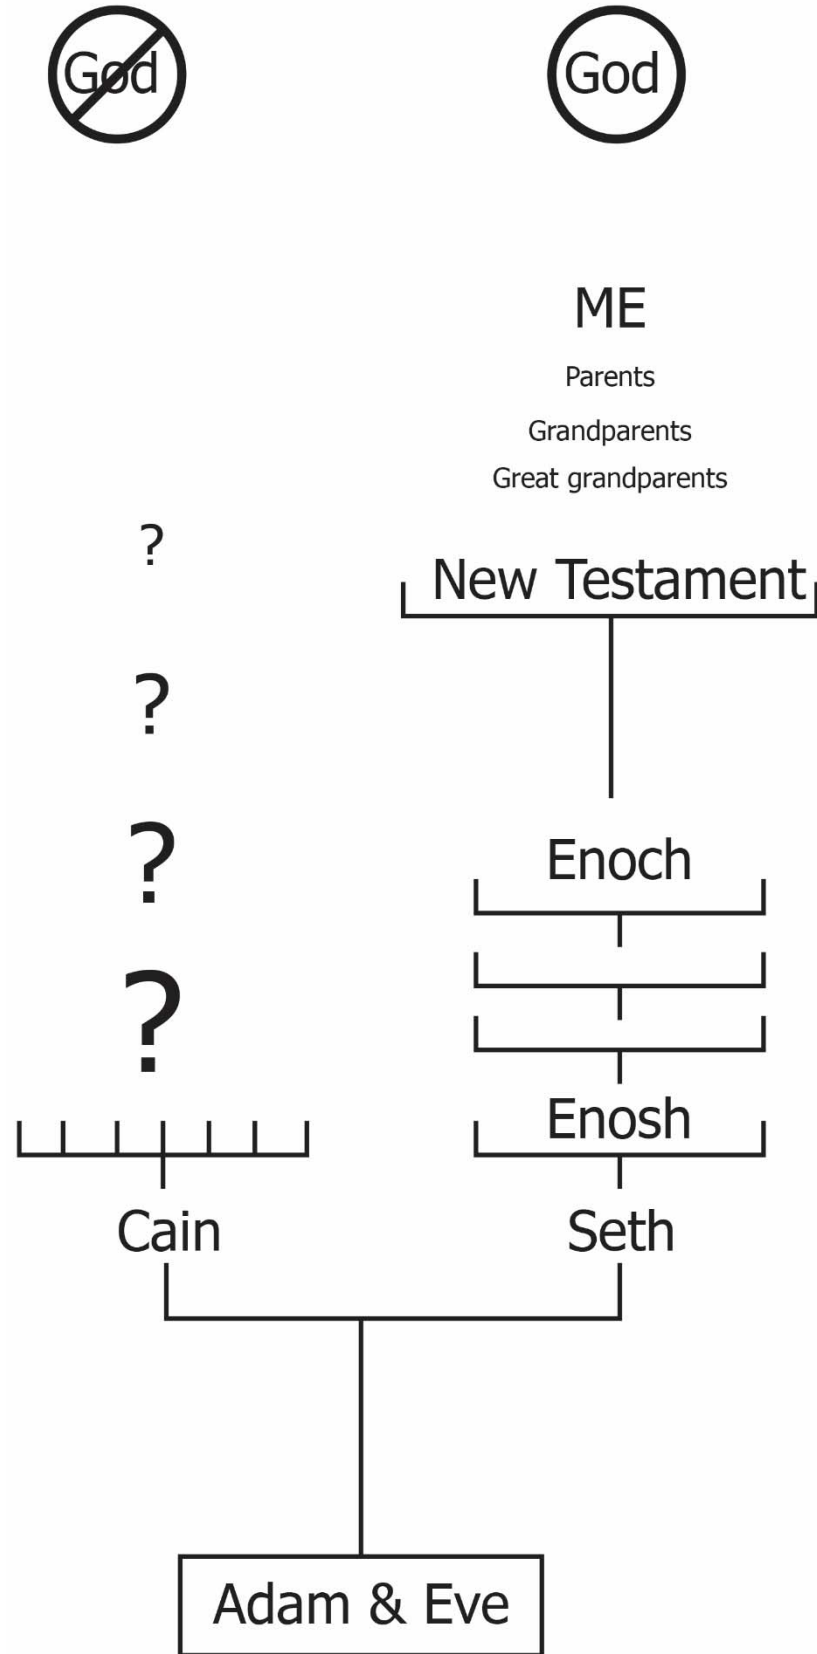 God
God
ME
Parents
Grandparents
Great grandparents
?
New Testament
?
?
Enoch
?
Enosh
Cain
Seth
Adam & Eve